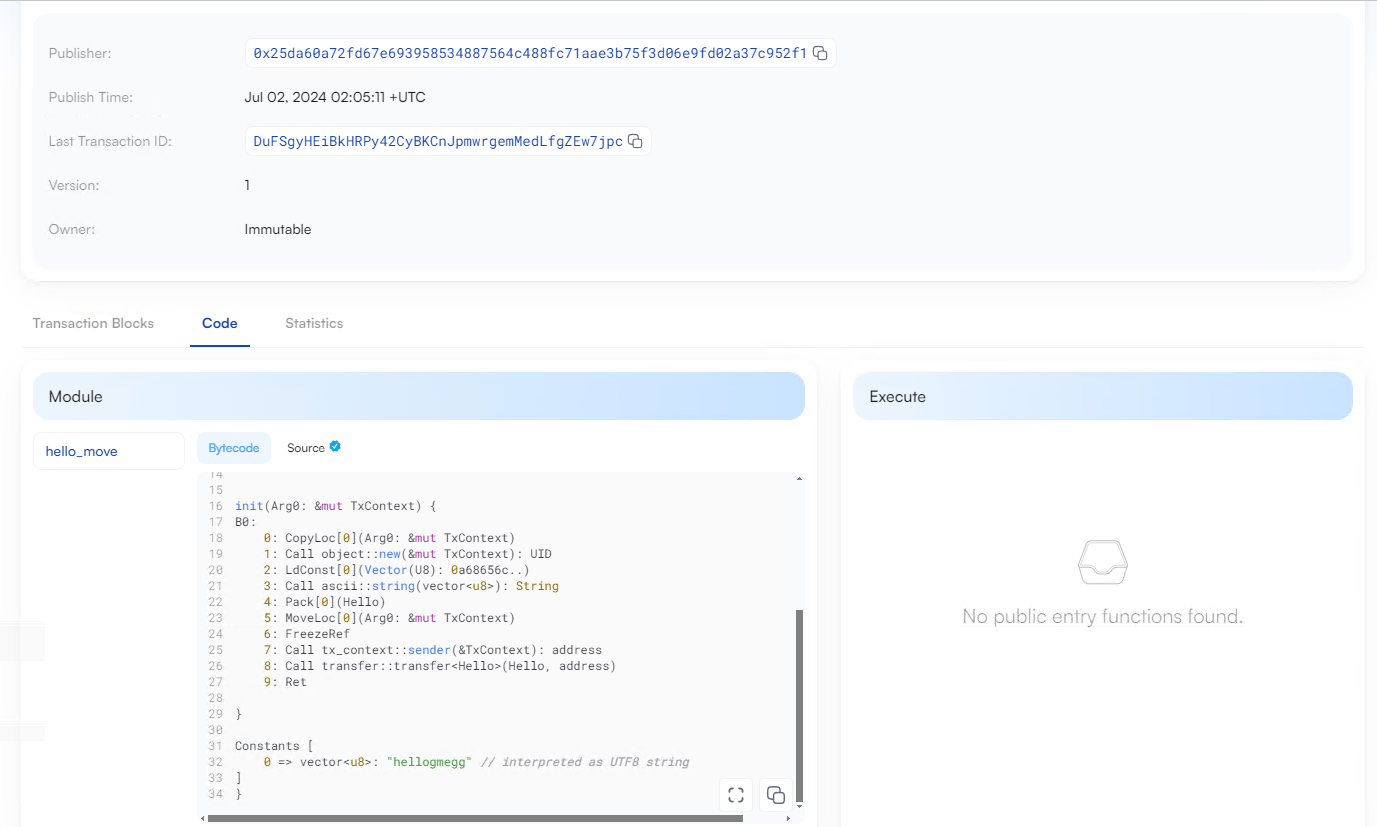 Publisher: 0x25da60a72fd67e693958534887564c488fc71aae3b75f3d06e9fd02a37c952f1
Publish Time: Jul 02, 2024 02:05:11 +UTC
Last Transaction ID: DuFSgyHEiBkHRPy42CyBKCnJpmwrgemMedLfgZEw7jpc
Version: 1
Owner: Immutable
Transaction Blocks Code Statistics
Module
hello_move
Bytecode Source
14
15
16 init(Arg0: &mut TxContext) {
17 B0:
18 0: CopyLoc[0](Arg0: &mut TxContext)
19 1: Call object::new(&mut TxContext): UID
20 2: LdConst[0](Vector(U8): 0a68656c..)
21 3: Call ascii::string(vector<u8>): String
22 4: Pack[0](Hello)
23 5: MoveLoc[0](Arg0: &mut TxContext)
24 6: FreezeRef
25 7: Call tx_context::sender(&TxContext): address
26 8: Call transfer::transfer<Hello>(Hello, address)
27 9: Ret
28
29 }
30
31 Constants [
32 0 => vector<u8>: "hellogmegg" // interpreted as UTF8 string
33 ]
34 }
Execute
No public entry functions found.